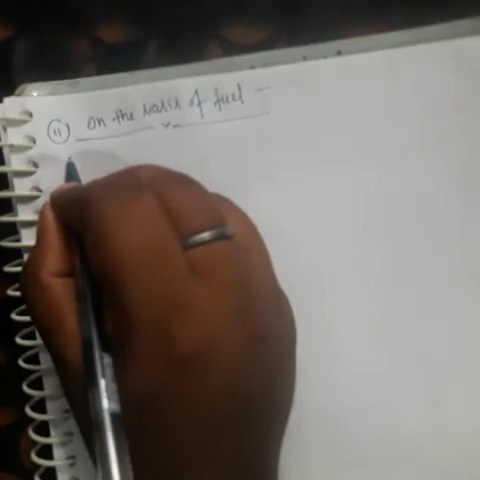 (ii) on the basis of fuel -